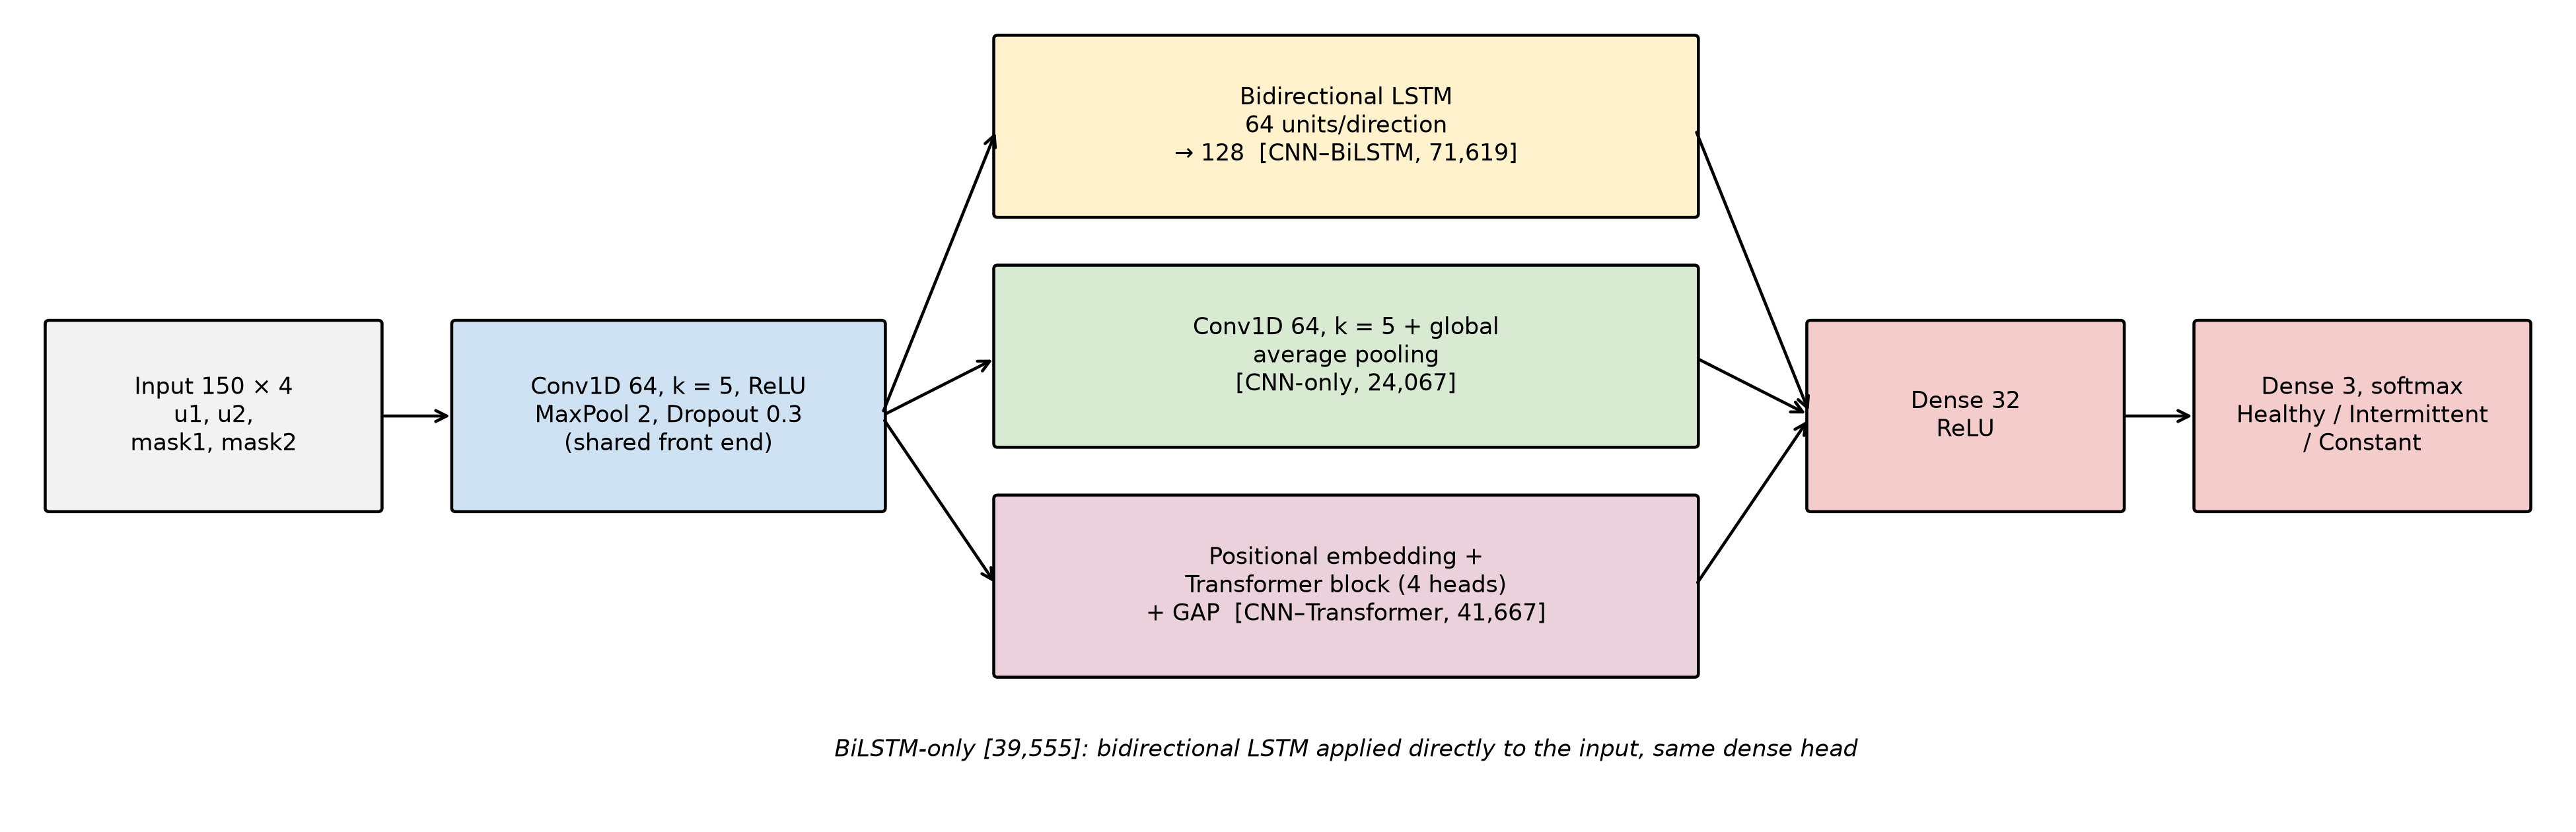 Input 150 × 4
u1, u2,
mask1, mask2
Conv1D 64, k = 5, ReLU
MaxPool 2, Dropout 0.3
(shared front end)
Bidirectional LSTM
64 units/direction
→ 128  [CNN–BiLSTM, 71,619]
Conv1D 64, k = 5 + global
average pooling
[CNN-only, 24,067]
Positional embedding +
Transformer block (4 heads)
+ GAP  [CNN–Transformer, 41,667]
Dense 32
ReLU
Dense 3, softmax
Healthy / Intermittent
/ Constant
BiLSTM-only [39,555]: bidirectional LSTM applied directly to the input, same dense head